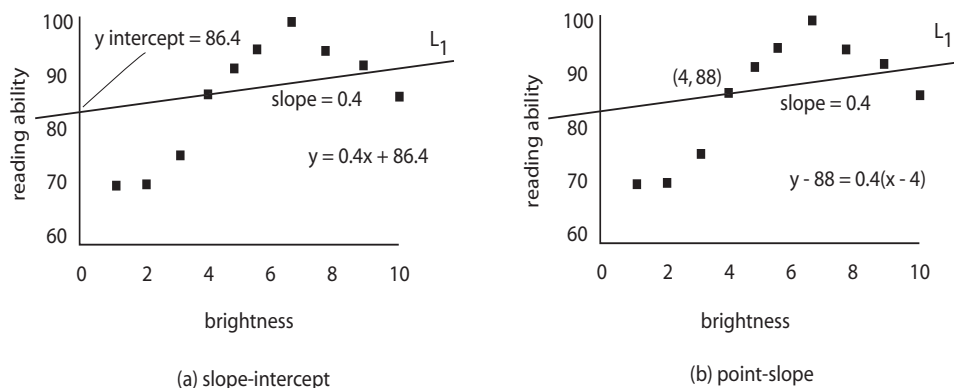 100
90
80
70
60
0
2
4
6
8
10
reading ability
brightness
y intercept = 86.4
L1
slope = 0.4
y = 0.4x + 86.4
(a) slope-intercept
100
90
80
70
60
0
2
4
6
8
10
reading ability
brightness
(4, 88)
L1
slope = 0.4
y - 88 = 0.4(x - 4)
(b) point-slope